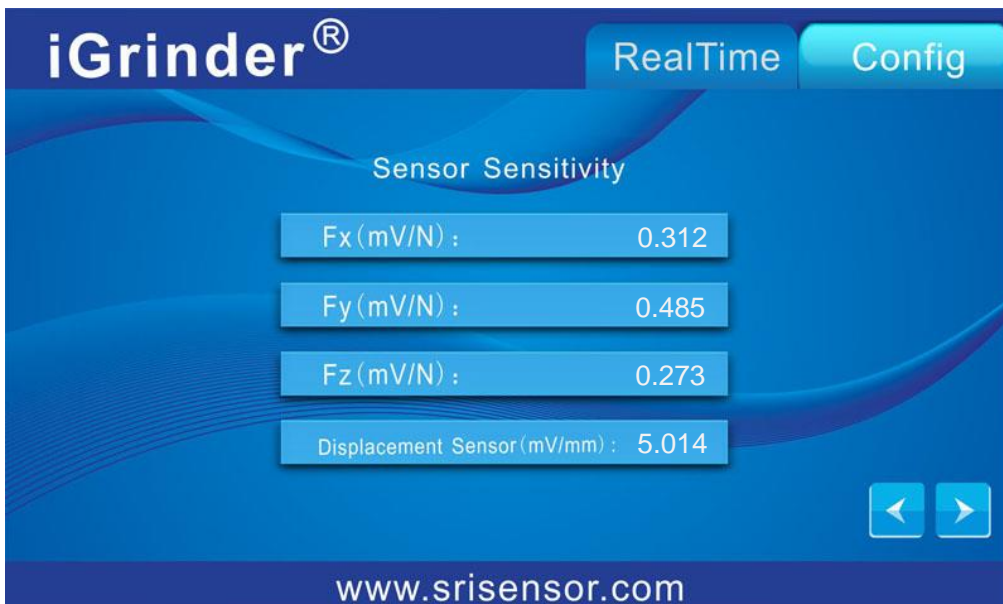 iGrinder®
RealTime
Config
Sensor Sensitivity
Fx(mV/N): 0.312
Fy(mV/N): 0.485
Fz(mV/N): 0.273
Displacement Sensor(mV/mm): 5.014
www.srisensor.com